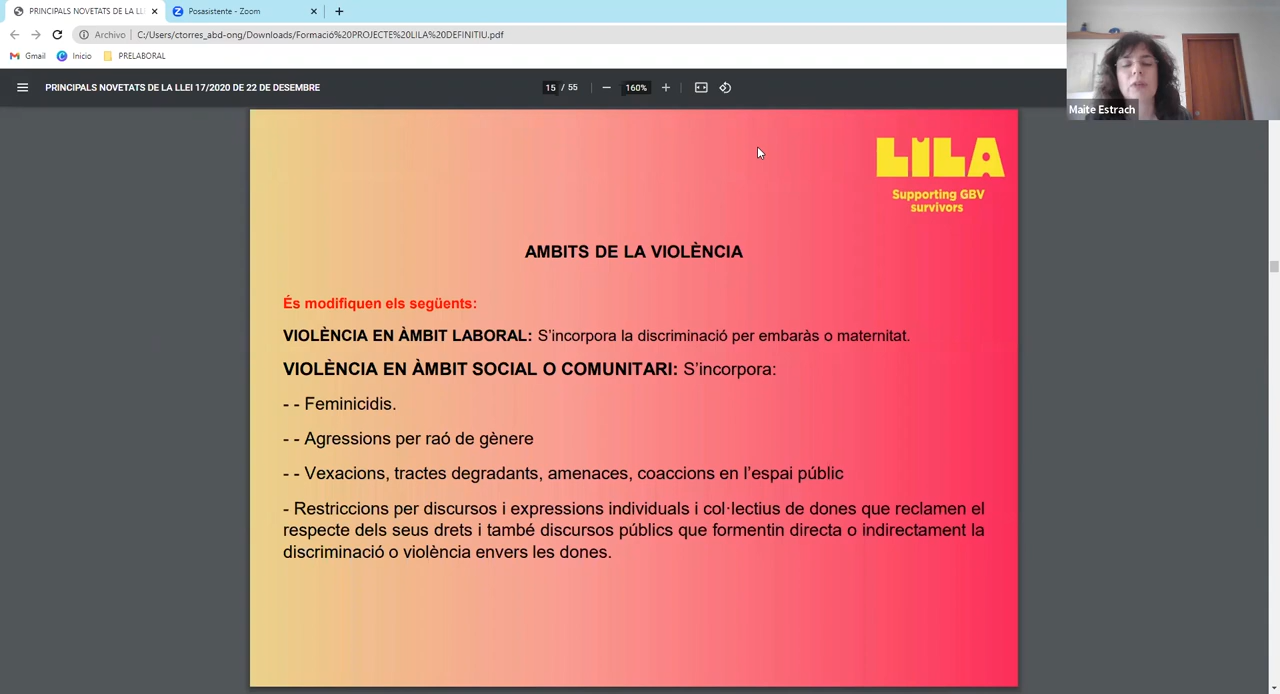 PRINCIPALS NOVETATS DE LA LL
Posasistente - Zoom
Archivo
C:/Users/ctorres_abd-ong/Downloads/Formació%20PROJECTE%20LILA%20DEFINITIU.pdf
Gmail
Inicio
PRELABORAL
PRINCIPALS NOVETATS DE LA LLEI 17/2020 DE 22 DE DESEMBRE
15 / 55
160%
Maite Estrach
LILA
Supporting GBV
survivors
AMBITS DE LA VIOLÈNCIA
És modifiquen els següents:
VIOLÈNCIA EN ÀMBIT LABORAL: S'incorpora la discriminació per embaràs o maternitat.
VIOLÈNCIA EN ÀMBIT SOCIAL O COMUNITARI: S'incorpora:
- - Feminicidis.
- - Agressions per raó de gènere
- - Vexacions, tractes degradants, amenaces, coaccions en l'espai públic
- Restriccions per discursos i expressions individuals i col·lectius de dones que reclamen el
respecte dels seus drets i també discursos públics que formentin directa o indirectament la
discriminació o violència envers les dones.